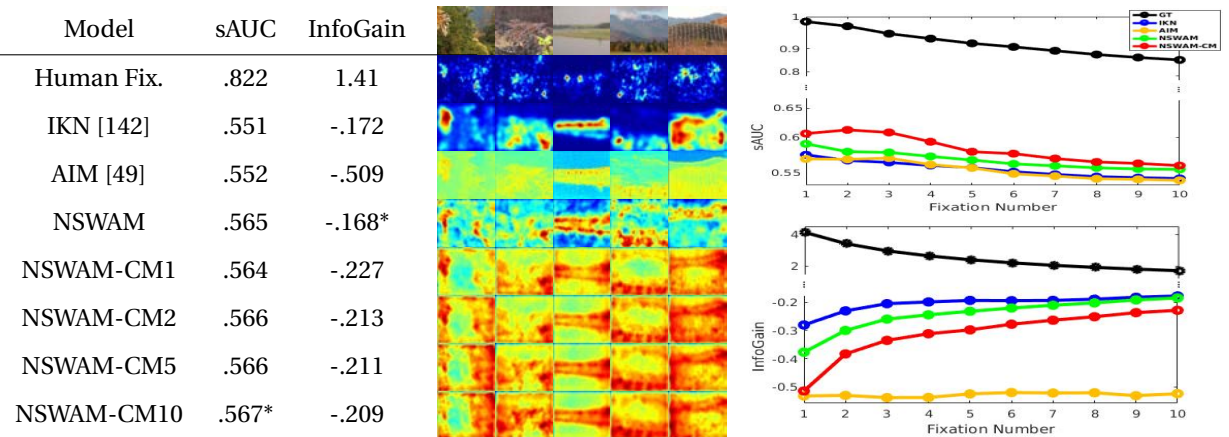 Model sAUC InfoGain
Human Fix. .822 1.41
IKN [142] .551 -.172
AIM [49] .552 -.509
NSWAM .565 -.168*
NSWAM-CM1 .564 -.227
NSWAM-CM2 .566 -.213
NSWAM-CM5 .566 -.211
NSWAM-CM10 .567* -.209
GT
IKN
AIM
NSWAM
NSWAM-CM
1
0.9
0.8
0.65
0.6
0.55
sAUC
1 2 3 4 5 6 7 8 9 10
Fixation Number
4
2
-0.2
-0.3
-0.4
-0.5
InfoGain
1 2 3 4 5 6 7 8 9 10
Fixation Number